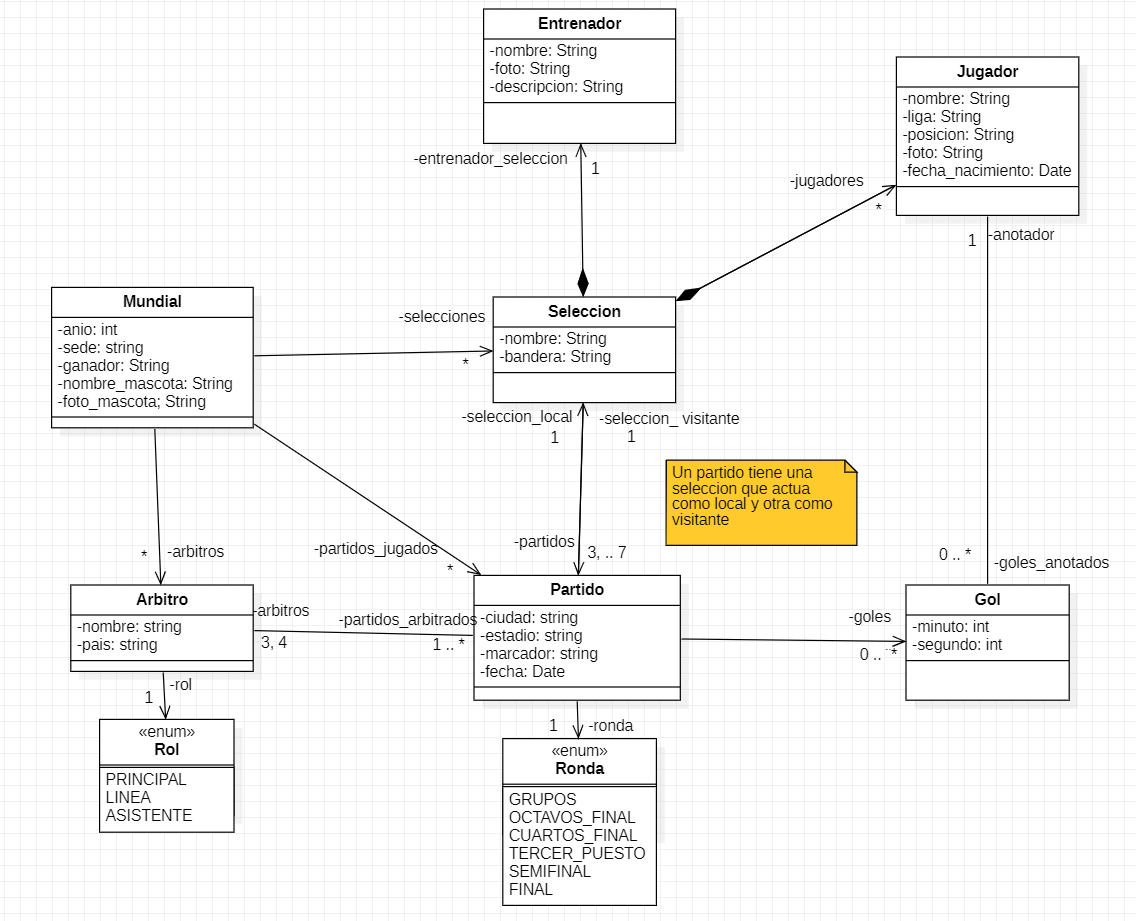 Entrenador
-nombre: String
-foto: String
-descripcion: String
-entrenador_seleccion
1
Jugador
-nombre: String
-liga: String
-posicion: String
-foto: String
-fecha_nacimiento: Date
-jugadores
*
1
-anotador
Mundial
-anio: int
-sede: string
-ganador: String
-nombre_mascota: String
-foto_mascota; String
-selecciones
*
Seleccion
-nombre: String
-bandera: String
-seleccion_local
1
-seleccion_ visitante
1
Un partido tiene una
seleccion que actua
como local y otra como
visitante
*
-arbitros
-partidos_jugados
*
-partidos
3, .. 7
0 .. *
-goles_anotados
Arbitro
-nombre: string
-pais: string
-arbitros
3, 4
-partidos_arbitrados
1 .. *
Partido
-ciudad: string
-estadio: string
-marcador: string
-fecha: Date
-goles
0 .. *
Gol
-minuto: int
-segundo: int
1
-rol
«enum»
Rol
PRINCIPAL
LINEA
ASISTENTE
1
-ronda
«enum»
Ronda
GRUPOS
OCTAVOS_FINAL
CUARTOS_FINAL
TERCER_PUESTO
SEMIFINAL
FINAL